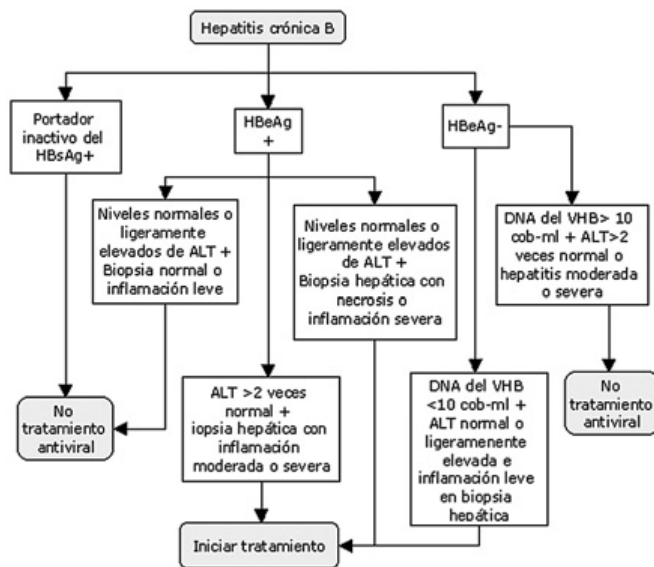 Hepatitis crónica B
Portador
inactivo del
HBsAg+
HBeAg
+
HBeAg-
Niveles normales o
ligeramente
elevados de ALT +
Biopsia normal o
inflamación leve
Niveles normales o
ligeramente elevados
de ALT +
Biopsia hepática con
necrosis o
inflamación severa
DNA del VHB> 10
cob-ml + ALT>2
veces normal o
hepatitis moderada
o severa
No
tratamiento
antiviral
ALT >2 veces
normal +
iopsia hepática con
inflamación
moderada o severa
DNA del VHB
<10 cob-ml +
ALT normal o
ligeramenente
elevada e
inflamación leve
en biopsia
hepática
No
tratamiento
antiviral
Iniciar tratamiento